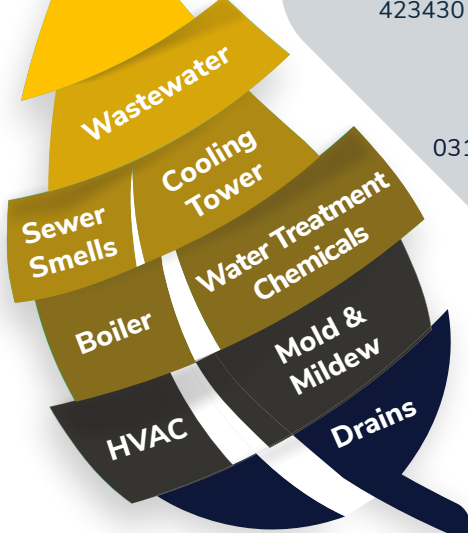 423430
031
Wastewater
Cooling
Tower
Sewer
Smells
Water Treatment
Chemicals
Boiler
Mold &
Mildew
HVAC
Drains